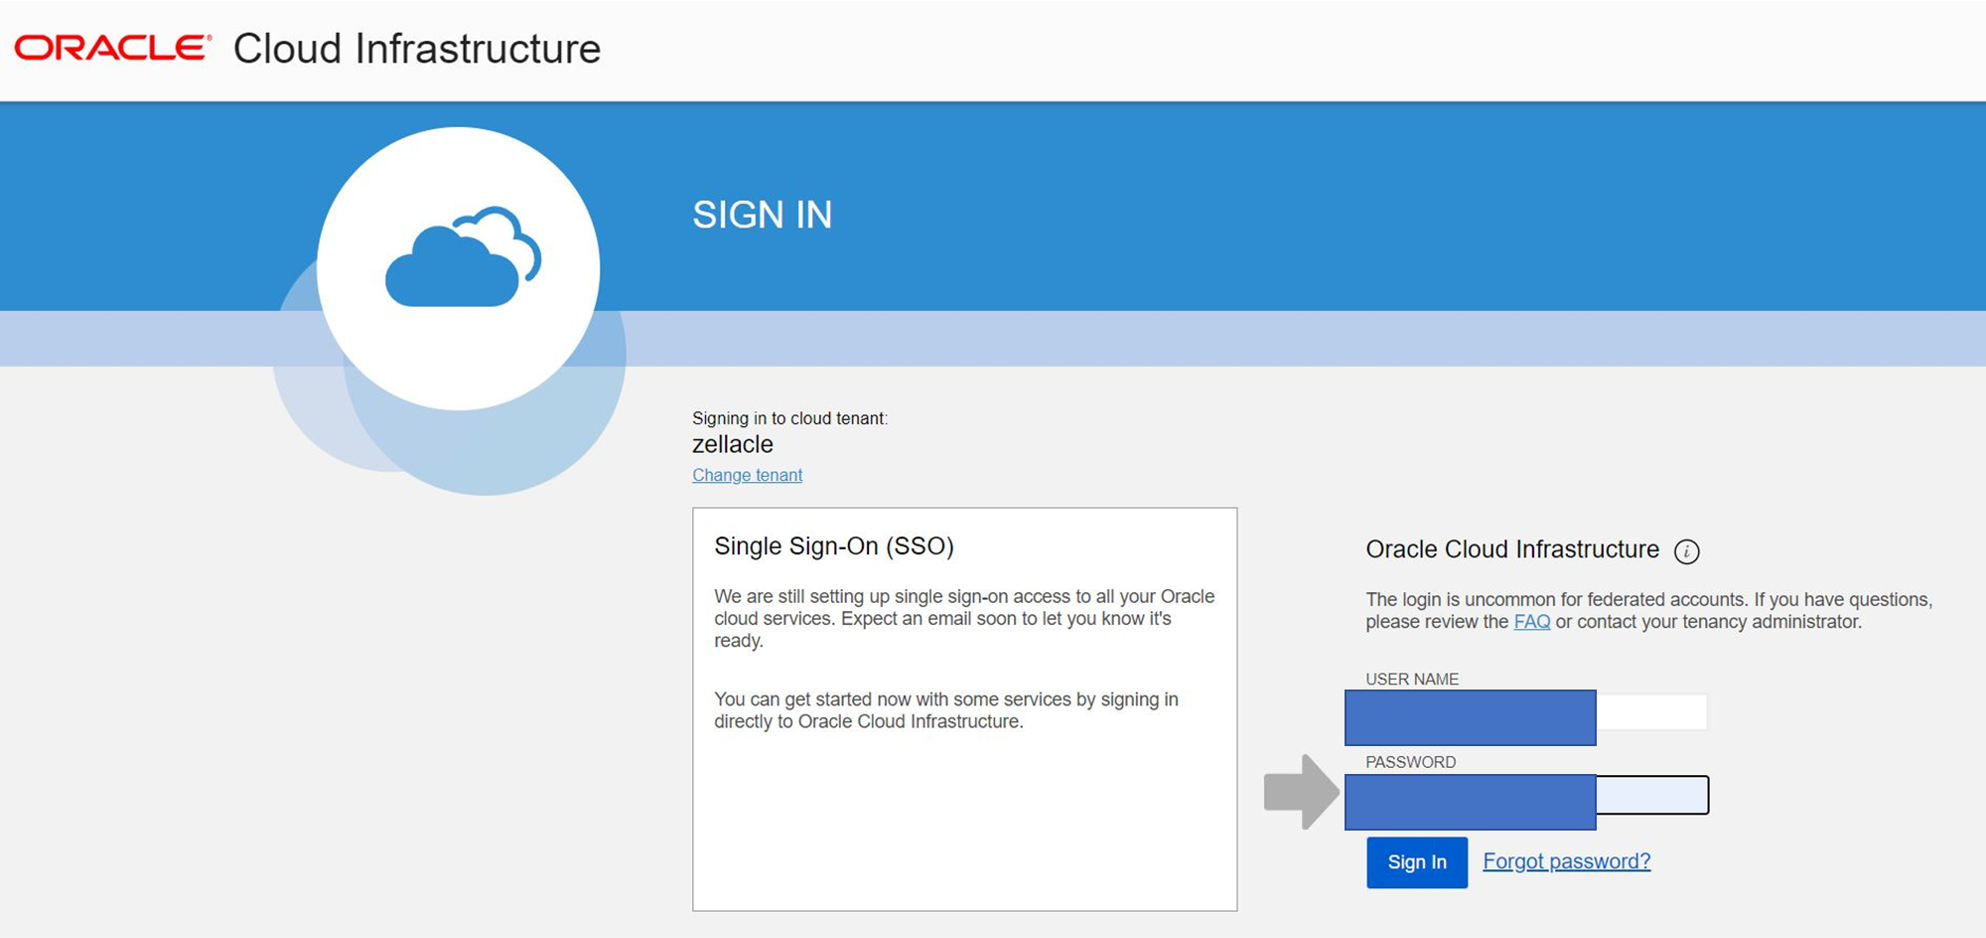 ORACLE® Cloud Infrastructure
SIGN IN
Signing in to cloud tenant:
zellacle
Change tenant
Single Sign-On (SSO)
We are still setting up single sign-on access to all your Oracle
cloud services. Expect an email soon to let you know it's
ready.
You can get started now with some services by signing in
directly to Oracle Cloud Infrastructure.
Oracle Cloud Infrastructure i
The login is uncommon for federated accounts. If you have questions,
please review the FAQ or contact your tenancy administrator.
USER NAME
PASSWORD
Sign In Forgot password?